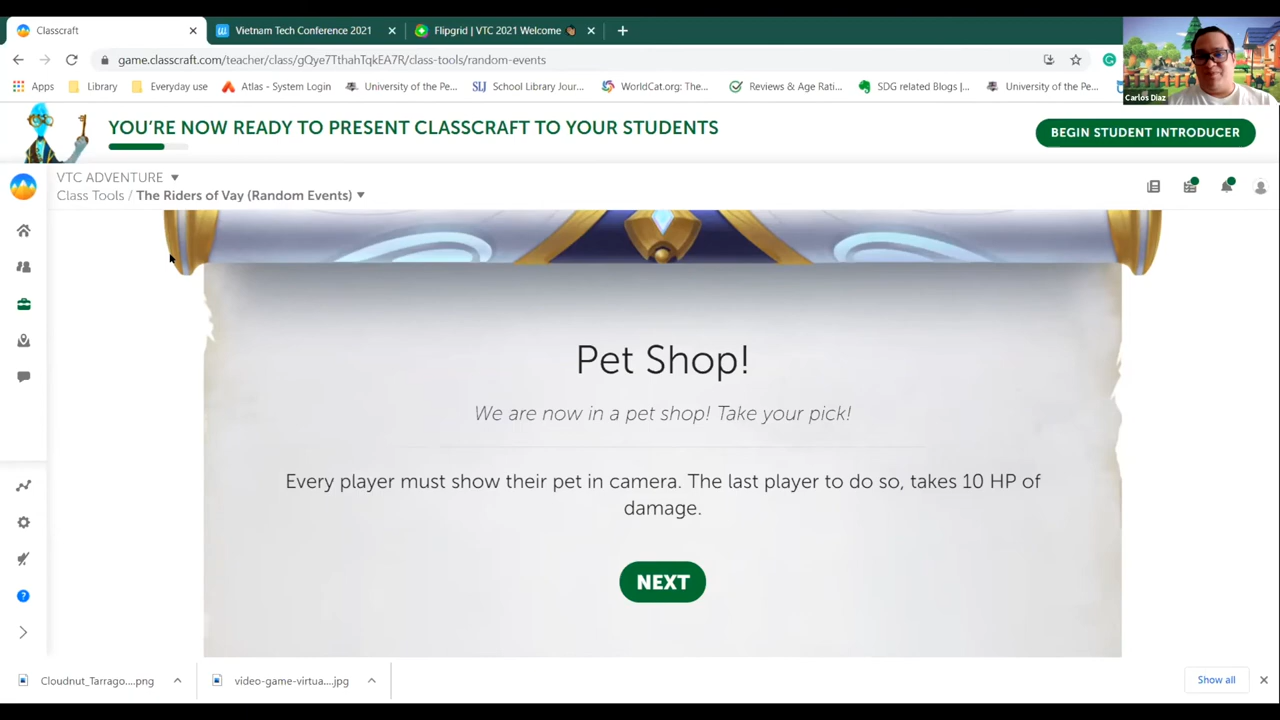 Classcraft
Vietnam Tech Conference 2021
Flipgrid | VTC 2021 Welcome
game.classcraft.com/teacher/class/gQye7TthahTqkEA7R/class-tools/random-events
Apps
Library
Everyday use
Atlas - System Login
University of the Pe...
School Library Jour...
WorldCat.org: The...
Reviews & Age Rati...
SDG related Blogs |...
University of the Pe...
Carlos Diaz
YOU'RE NOW READY TO PRESENT CLASSCRAFT TO YOUR STUDENTS
BEGIN STUDENT INTRODUCER
VTC ADVENTURE
Class Tools / The Riders of Vay (Random Events)
Pet Shop!
We are now in a pet shop! Take your pick!
Every player must show their pet in camera. The last player to do so, takes 10 HP of
damage.
NEXT
?
Cloudnut_Tarrago....png
video-game-virtua....jpg
Show all